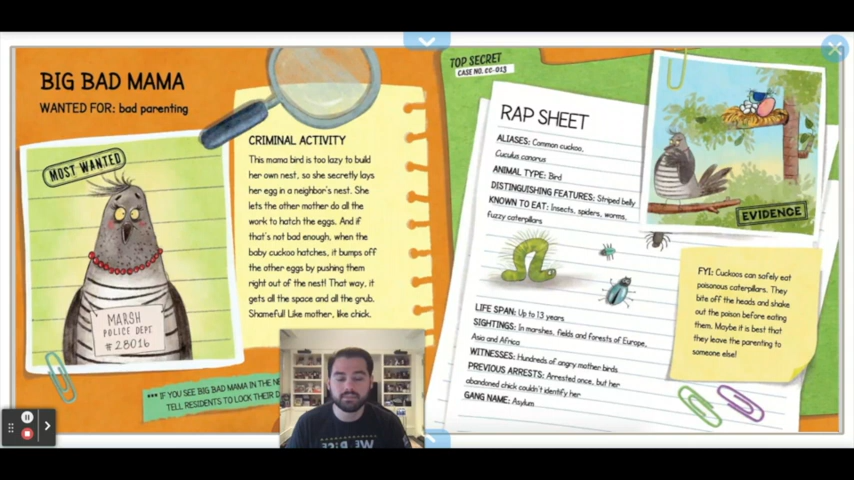 BIG BAD MAMA
WANTED FOR: bad parenting
MOST WANTED
MARSH
POLICE DEPT
#28016
CRIMINAL ACTIVITY
This mama bird is too lazy to build
her own nest, so she secretly lays
her egg in a neighbor's nest. She
lets the other mother do all the
work to hatch the eggs. And if
that's not bad enough, when the
baby cuckoo hatches, it bumps off
the other eggs by pushing them
right out of the nest! That way, it
gets all the space and all the grub.
Shameful! Like mother, like chick.
*** IF YOU SEE BIG BAD MAMA IN THE
TELL RESIDENTS TO LOCK THEIR
TOP SECRET
CASE NO. CC-013
RAP SHEET
ALIASES: Common cuckoo,
Cuculus canorus
ANIMAL TYPE: Bird
DISTINGUISHING FEATURES: Striped belly
KNOWN TO EAT: Insects, spiders, worms,
fuzzy caterpillars
LIFE SPAN: Up to 13 years
SIGHTINGS: In marshes, fields and forests of Europe,
Asia and Africa
WITNESSES: Hundreds of angry mother birds
PREVIOUS ARRESTS: Arrested once, but her
abandoned chick couldn't identify her
GANG NAME: Asylum
EVIDENCE
FYI: Cuckoos can safely eat
poisonous caterpillars. They
bite off the heads and shake
out the poison before eating
them. Maybe it is best that
they leave the parenting to
someone else!